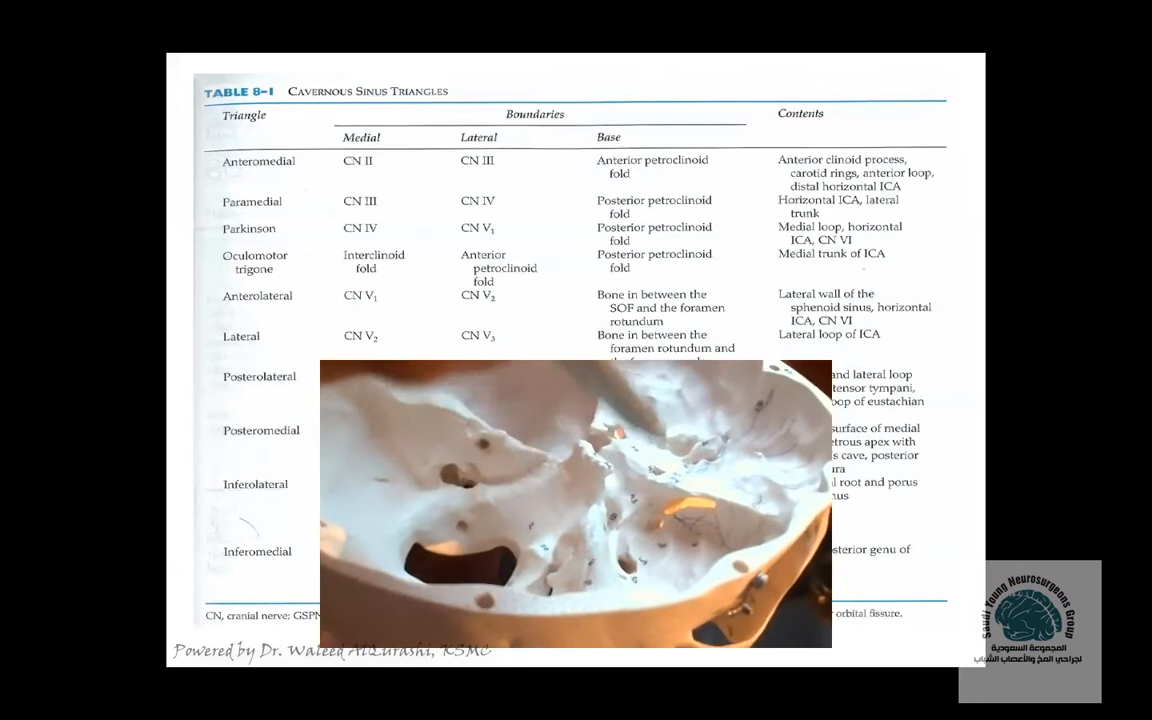 TABLE 8-1 CAVERNOUS SINUS TRIANGLES
Triangle Boundaries Contents
Medial Lateral Base
Anteromedial CN II CN III Anterior petroclinoid Anterior clinoid process,
fold carotid rings, anterior loop,
distal horizontal ICA
Paramedial CN III CN IV Posterior petroclinoid Horizontal ICA, lateral
fold trunk
Parkinson CN IV CN V1 Posterior petroclinoid Medial loop, horizontal
fold ICA, CN VI
Oculomotor Interclinoid Anterior Posterior petroclinoid Medial trunk of ICA
trigone fold petroclinoid fold
fold
Anterolateral CN V1 CN V2 Bone in between the Lateral wall of the
SOF and the foramen sphenoid sinus, horizontal
rotundum ICA, CN VI
Lateral CN V2 CN V3 Bone in between the Lateral loop of ICA
foramen rotundum and
Posterolateral and lateral loop
tensor tympani,
oop of eustachian
Posteromedial surface of medial
etrous apex with
s cave, posterior
ura
Inferolateral l root and porus
nus
Inferomedial osterior genu of
CN, cranial nerve; GSPN orbital fissure.
Powered by Dr. Waleed AlQurashi, KSMC
Saudi Young Neurosurgeons Group
المجموعة السعودية
لجراحي المخ والأعصاب الشباب